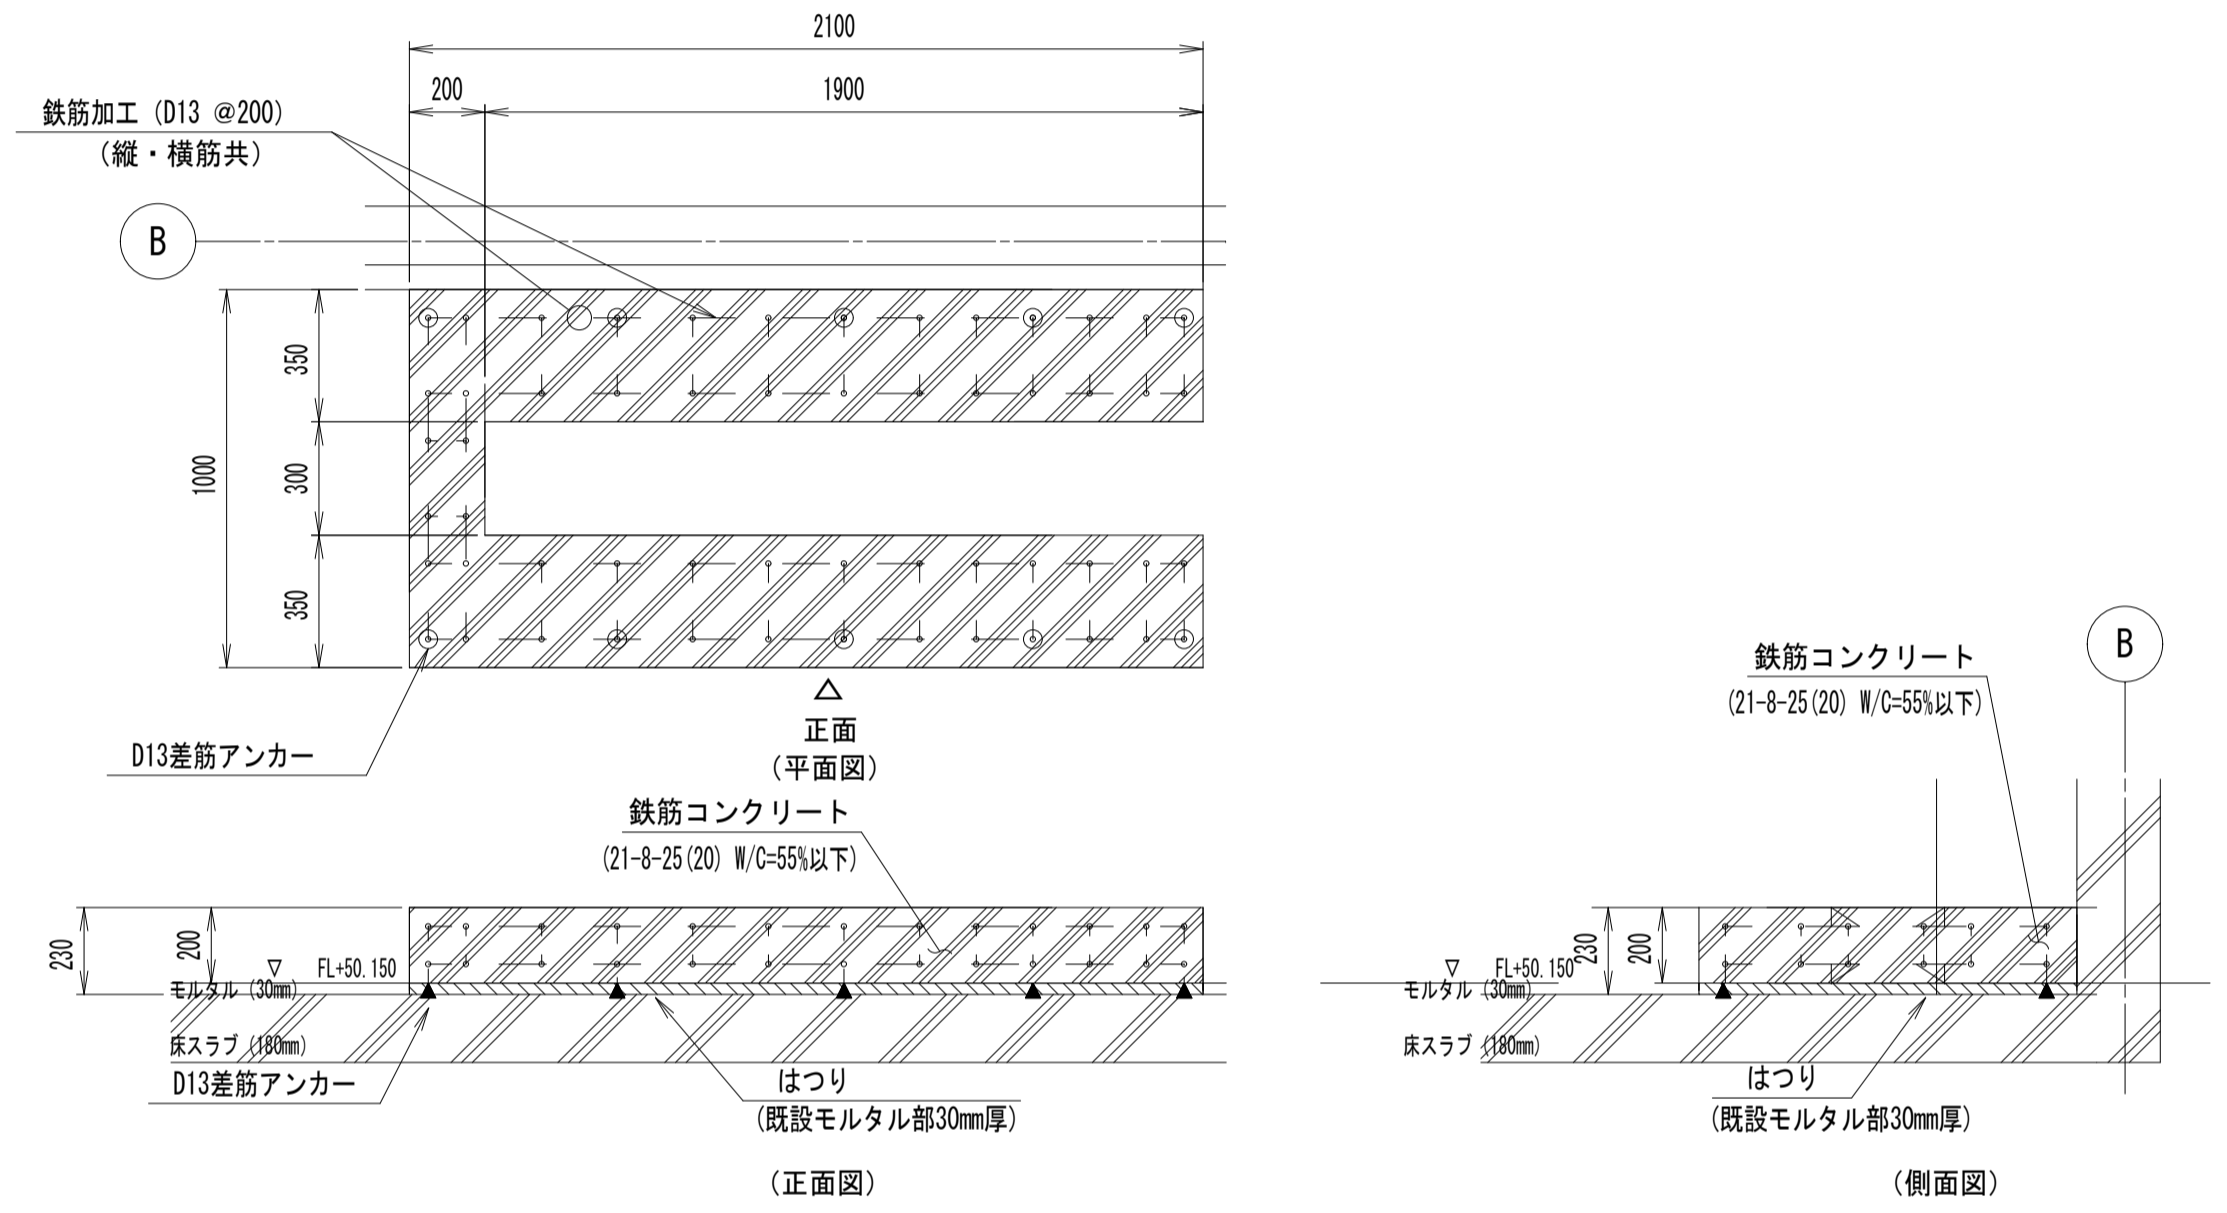 2100
200
1900
鉄筋加工 (D13 @200)
(縦・横筋共)
B
350
1000
300
350
正面
(平面図)
D13差筋アンカー
鉄筋コンクリート
(21-8-25(20) W/C=55%以下)
B
鉄筋コンクリート
(21-8-25(20) W/C=55%以下)
230
200
FL+50.150
モルタル (30mm)
床スラブ (180mm)
D13差筋アンカー
はつり
(既設モルタル部30mm厚)
(正面図)
230
200
FL+50.150
モルタル (30mm)
床スラブ (180mm)
はつり
(既設モルタル部30mm厚)
(側面図)